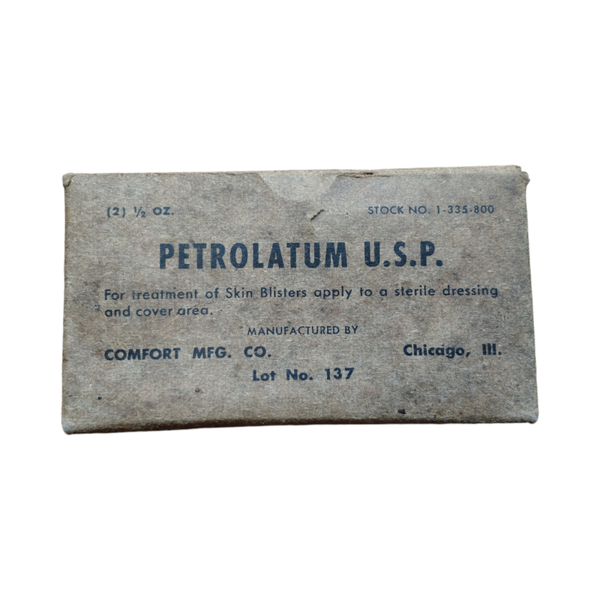 (2) ½ OZ. STOCK NO. 1-335-800
PETROLATUM U.S.P.
For treatment of Skin Blisters apply to a sterile dressing
and cover area.
MANUFACTURED BY
COMFORT MFG. CO. Chicago, Ill.
Lot No. 137